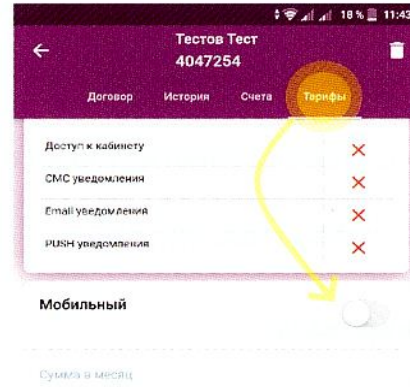 18 % 11:43
Тестов Тест
4047254
Договор История Счета Тарифы
Доступ к кабинету
СМС уведомления
Email уведомления
PUSH уведомления
Мобильный
Сумма в месяц